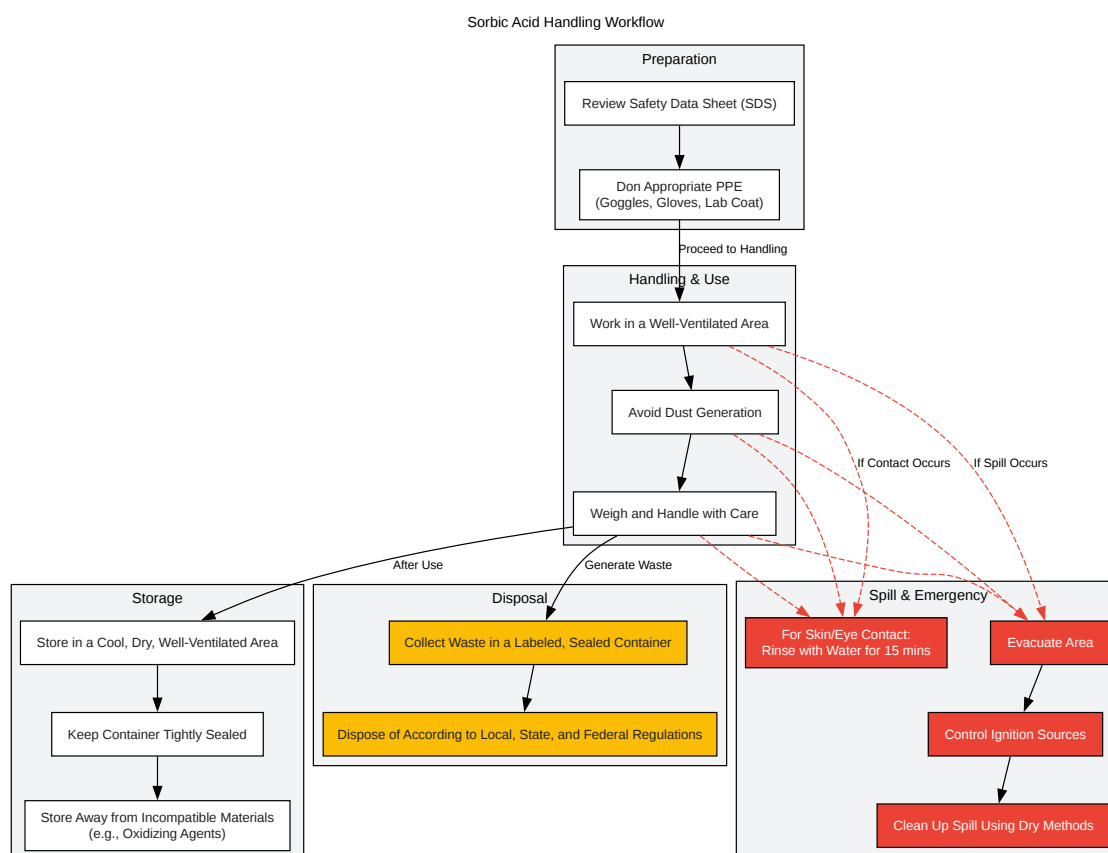 Sorbic Acid Handling Workflow
Preparation
Review Safety Data Sheet (SDS)
Don Appropriate PPE
(Goggles, Gloves, Lab Coat)
Proceed to Handling
Handling & Use
Work in a Well-Ventilated Area
Avoid Dust Generation
If Contact Occurs
If Spill Occurs
Weigh and Handle with Care
After Use
Generate Waste
Storage
Store in a Cool, Dry, Well-Ventilated Area
Keep Container Tightly Sealed
Store Away from Incompatible Materials
(e.g., Oxidizing Agents)
Disposal
Collect Waste in a Labeled, Sealed Container
Dispose of According to Local, State, and Federal Regulations
Spill & Emergency
For Skin/Eye Contact:
Rinse with Water for 15 mins
Evacuate Area
Control Ignition Sources
Clean Up Spill Using Dry Methods